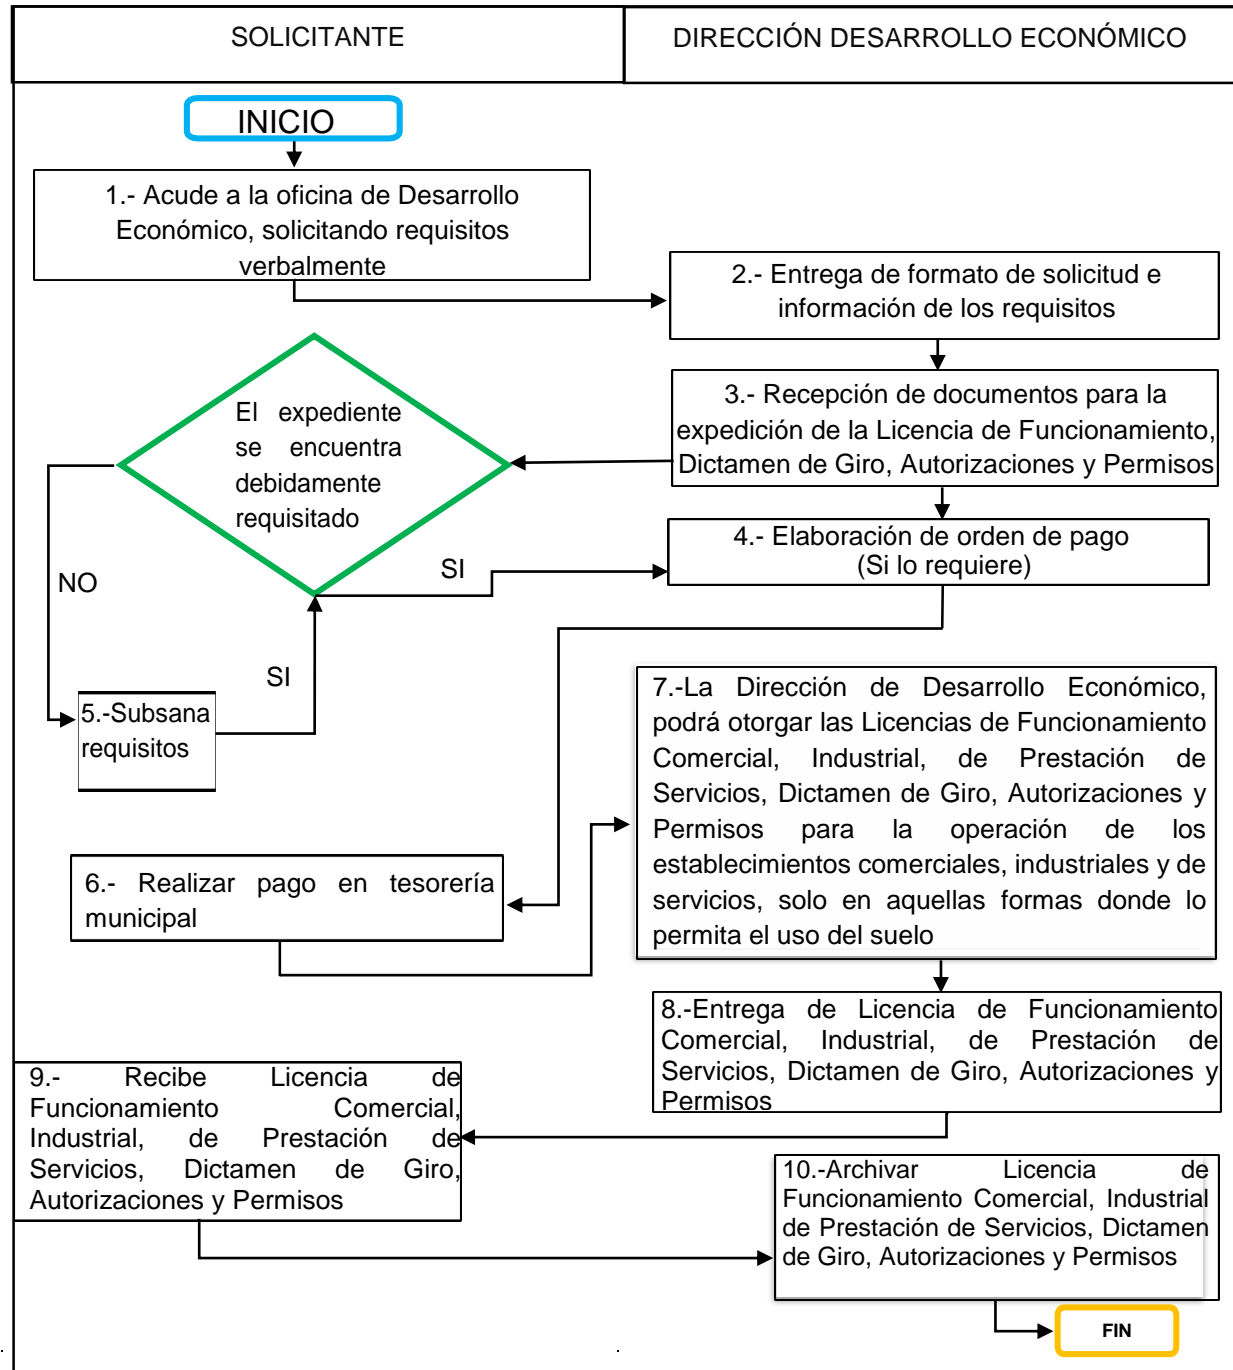 SOLICITANTE
DIRECCIÓN DESARROLLO ECONÓMICO
INICIO
1.- Acude a la oficina de Desarrollo
Económico, solicitando requisitos
verbalmente
2.- Entrega de formato de solicitud e
información de los requisitos
3.- Recepción de documentos para la
expedición de la Licencia de Funcionamiento,
Dictamen de Giro, Autorizaciones y Permisos
El expediente
se encuentra
debidamente
requisitado
4.- Elaboración de orden de pago
(Si lo requiere)
SI
NO
SI
5.-Subsana
requisitos
7.-La Dirección de Desarrollo Económico,
podrá otorgar las Licencias de Funcionamiento
Comercial, Industrial, de Prestación de
Servicios, Dictamen de Giro, Autorizaciones y
Permisos para la operación de los
establecimientos comerciales, industriales y de
servicios, solo en aquellas formas donde lo
permita el uso del suelo
6.- Realizar pago en tesorería
municipal
8.-Entrega de Licencia de Funcionamiento
Comercial, Industrial, de Prestación de
Servicios, Dictamen de Giro, Autorizaciones y
Permisos
9.- Recibe Licencia de
Funcionamiento Comercial,
Industrial, de Prestación de
Servicios, Dictamen de Giro,
Autorizaciones y Permisos
10.-Archivar Licencia de
Funcionamiento Comercial, Industrial
de Prestación de Servicios, Dictamen
de Giro, Autorizaciones y Permisos
FIN